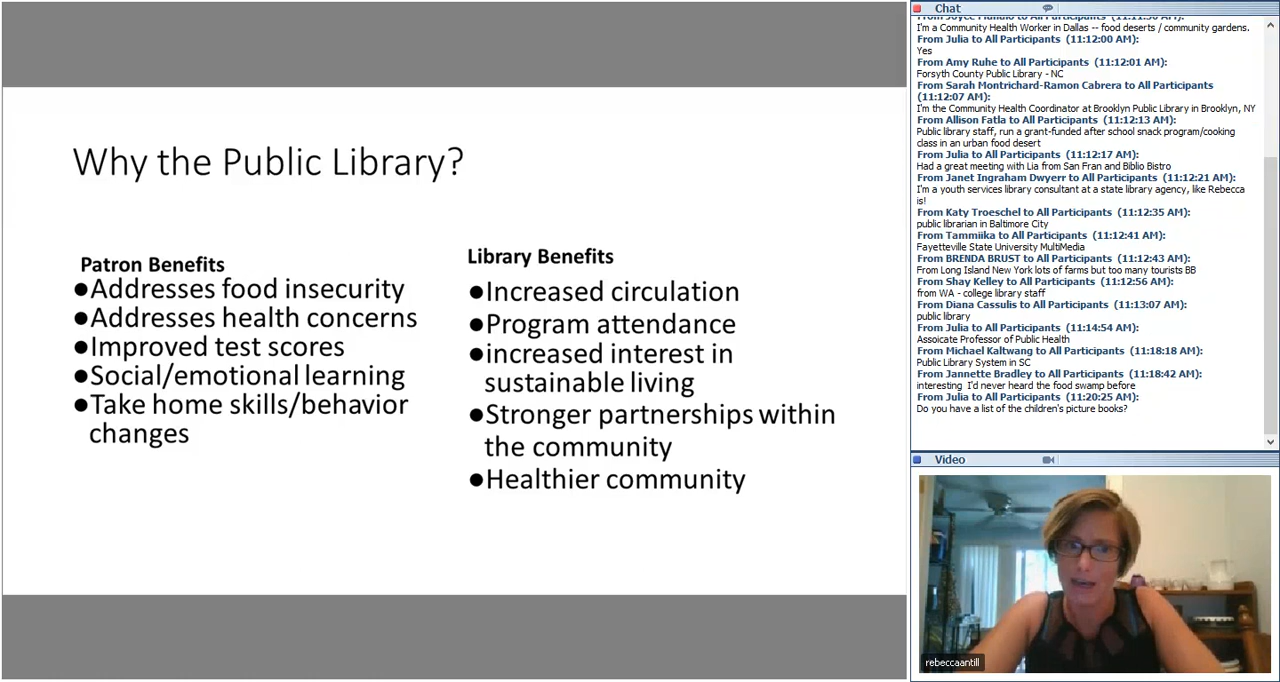 Why the Public Library?
Patron Benefits
●Addresses food insecurity
●Addresses health concerns
●Improved test scores
●Social/emotional learning
●Take home skills/behavior
changes
Library Benefits
●Increased circulation
●Program attendance
●increased interest in
sustainable living
●Stronger partnerships within
the community
●Healthier community
Chat
to All Participants
I'm a Community Health Worker in Dallas -- food deserts / community gardens.
From Julia to All Participants (11:12:00 AM):
Yes
From Amy Ruhe to All Participants (11:12:01 AM):
Forsyth County Public Library - NC
From Sarah Montrichard-Ramon Cabrera to All Participants
(11:12:07 AM):
I'm the Community Health Coordinator at Brooklyn Public Library in Brooklyn, NY
From Allison Fatla to All Participants (11:12:13 AM):
Public library staff, run a grant-funded after school snack program/cooking
class in an urban food desert
From Julia to All Participants (11:12:17 AM):
Had a great meeting with Lia from San Fran and Biblio Bistro
From Janet Ingraham Dwyerr to All Participants (11:12:21 AM):
I'm a youth services library consultant at a state library agency, like Rebecca
is!
From Katy Troeschel to All Participants (11:12:35 AM):
public librarian in Baltimore City
From Tammiika to All Participants (11:12:41 AM):
Fayetteville State University MultiMedia
From BRENDA BRUST to All Participants (11:12:43 AM):
From Long Island New York lots of farms but too many tourists BB
From Shay Kelley to All Participants (11:12:56 AM):
from WA - college library staff
From Diana Cassulis to All Participants (11:13:07 AM):
public library
From Julia to All Participants (11:14:54 AM):
Assoicate Professor of Public Health
From Michael Kaltwang to All Participants (11:18:18 AM):
Public Library System in SC
From Jannette Bradley to All Participants (11:18:42 AM):
interesting I'd never heard the food swamp before
From Julia to All Participants (11:20:25 AM):
Do you have a list of the children's picture books?
Video
rebeccaantill